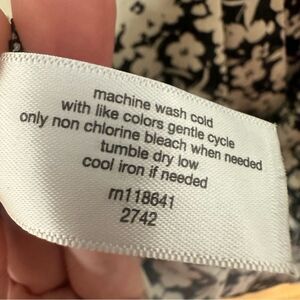 machine wash cold
with like colors gentle cycle
only non chlorine bleach when needed
tumble dry low
cool iron if needed
rn118641
2742